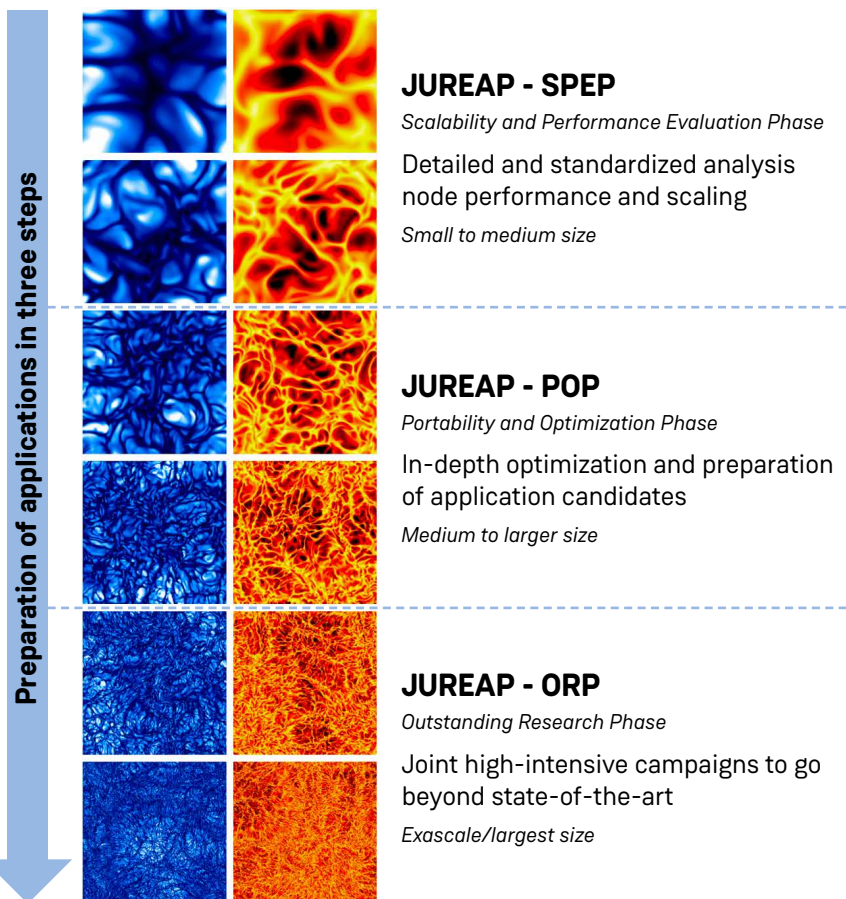 Preparation of applications in three steps
JUREAP - SPEP
Scalability and Performance Evaluation Phase
Detailed and standardized analysis
node performance and scaling
Small to medium size
JUREAP - POP
Portability and Optimization Phase
In-depth optimization and preparation
of application candidates
Medium to larger size
JUREAP - ORP
Outstanding Research Phase
Joint high-intensive campaigns to go
beyond state-of-the-art
Exascale/largest size